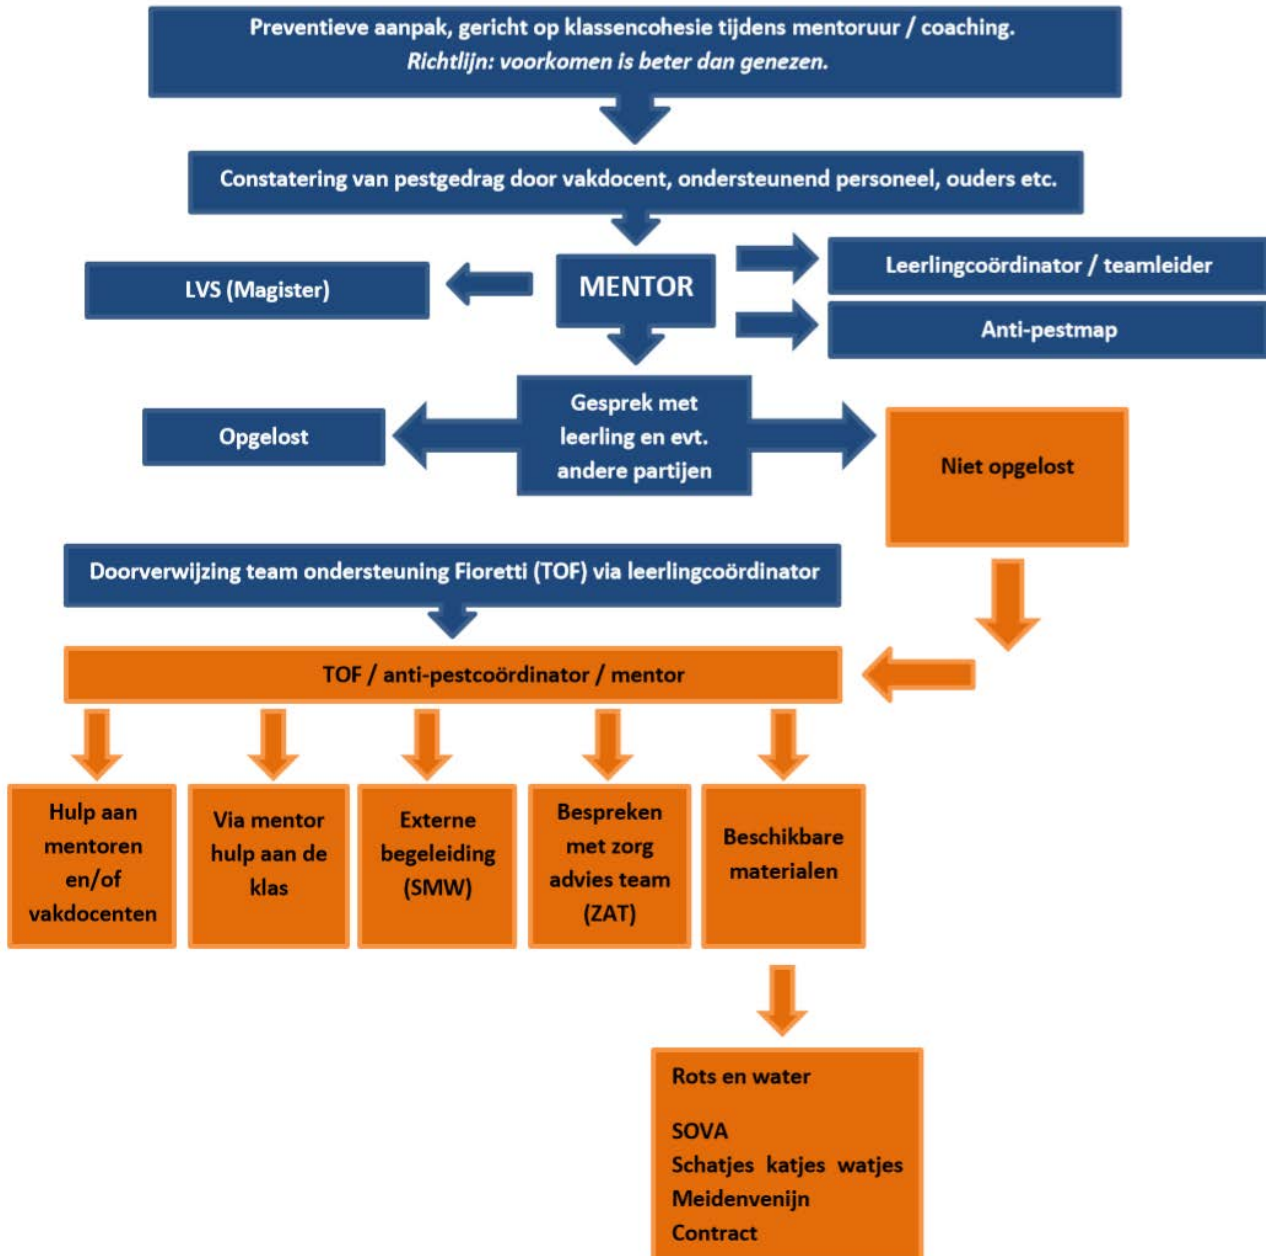 Preventieve aanpak, gericht op klassencohesie tijdens mentoruur / coaching.
Richtlijn: voorkomen is beter dan genezen.
Constatering van pestgedrag door vakdocent, ondersteunend personeel, ouders etc.
LVS (Magister)
MENTOR
Leerlingcoördinator / teamleider
Anti-pestmap
Opgelost
Gesprek met
leerling en evt.
andere partijen
Niet opgelost
Doorverwijzing team ondersteuning Fioretti (TOF) via leerlingcoördinator
TOF / anti-pestcoördinator / mentor
Hulp aan
mentoren
en/of
vakdocenten
Via mentor
hulp aan de
klas
Externe
begeleiding
(SMW)
Bespreken
met zorg
advies team
(ZAT)
Beschikbare
materialen
Rots en water
SOVA
Schatjes katjes watjes
Meidenvenijn
Contract